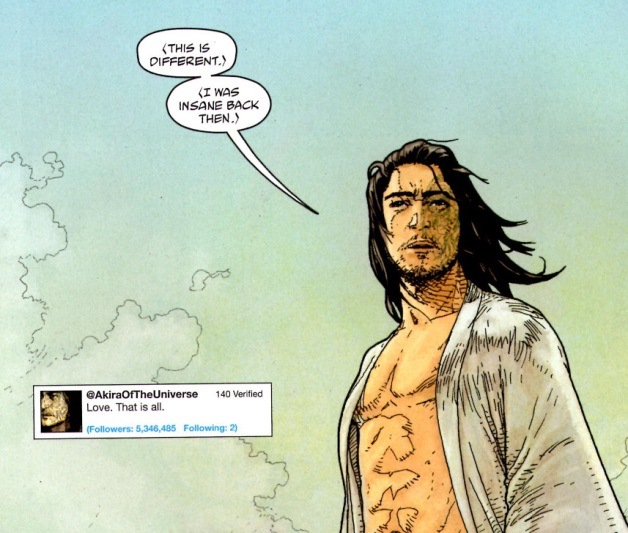 <THIS IS
DIFFERENT.>
<I WAS
INSANE BACK
THEN.>
@AkiraOfTheUniverse 140 Verified
Love. That is all.
(Followers: 5,346,485 Following: 2)